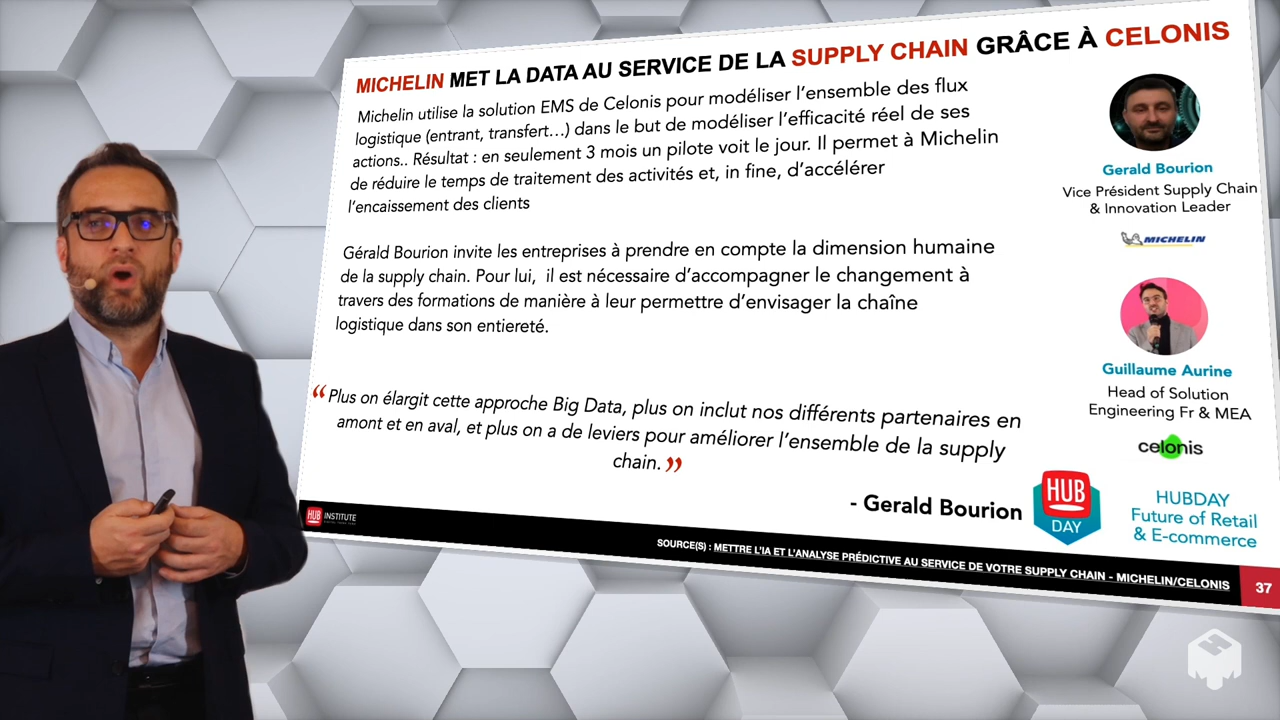 MICHELIN MET LA DATA AU SERVICE DE LA SUPPLY CHAIN GRÂCE À CELONIS
Michelin utilise la solution EMS de Celonis pour modéliser l'ensemble des flux
logistique (entrant, transfert...) dans le but de modéliser l'efficacité réel de ses
actions.. Résultat : en seulement 3 mois un pilote voit le jour. Il permet à Michelin
de réduire le temps de traitement des activités et, in fine, d'accélérer
l'encaissement des clients
Gérald Bourion invite les entreprises à prendre en compte la dimension humaine
de la supply chain. Pour lui, il est nécessaire d'accompagner le changement à
travers des formations de manière à leur permettre d'envisager la chaîne
logistique dans son entiereté.
“ Plus on élargit cette approche Big Data, plus on inclut nos différents partenaires en
amont et en aval, et plus on a de leviers pour améliorer l'ensemble de la supply
chain. ”
- Gerald Bourion
Gerald Bourion
Vice Président Supply Chain
& Innovation Leader
MICHELIN
Guillaume Aurine
Head of Solution
Engineering Fr & MEA
celonis
HUB
DAY
HUBDAY
Future of Retail
& E-commerce
HUB
INSTITUTE
SOURCE(S) : METTRE L'IA ET L'ANALYSE PRÉDICTIVE AU SERVICE DE VOTRE SUPPLY CHAIN - MICHELIN/CELONIS
37